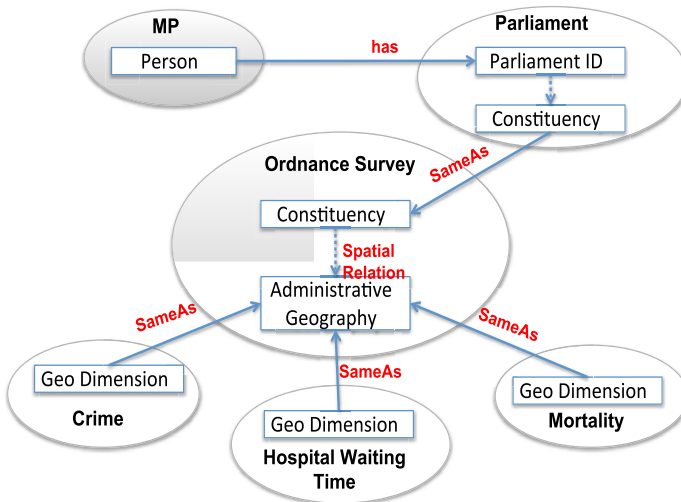 MP
Parliament
Person
has
Parliament ID
Constituency
Ordnance Survey
SameAs
Constituency
Spatial
Relation
Administrative
Geography
SameAs
SameAs
SameAs
Geo Dimension
Crime
Geo Dimension
Hospital Waiting
Time
Geo Dimension
Mortality